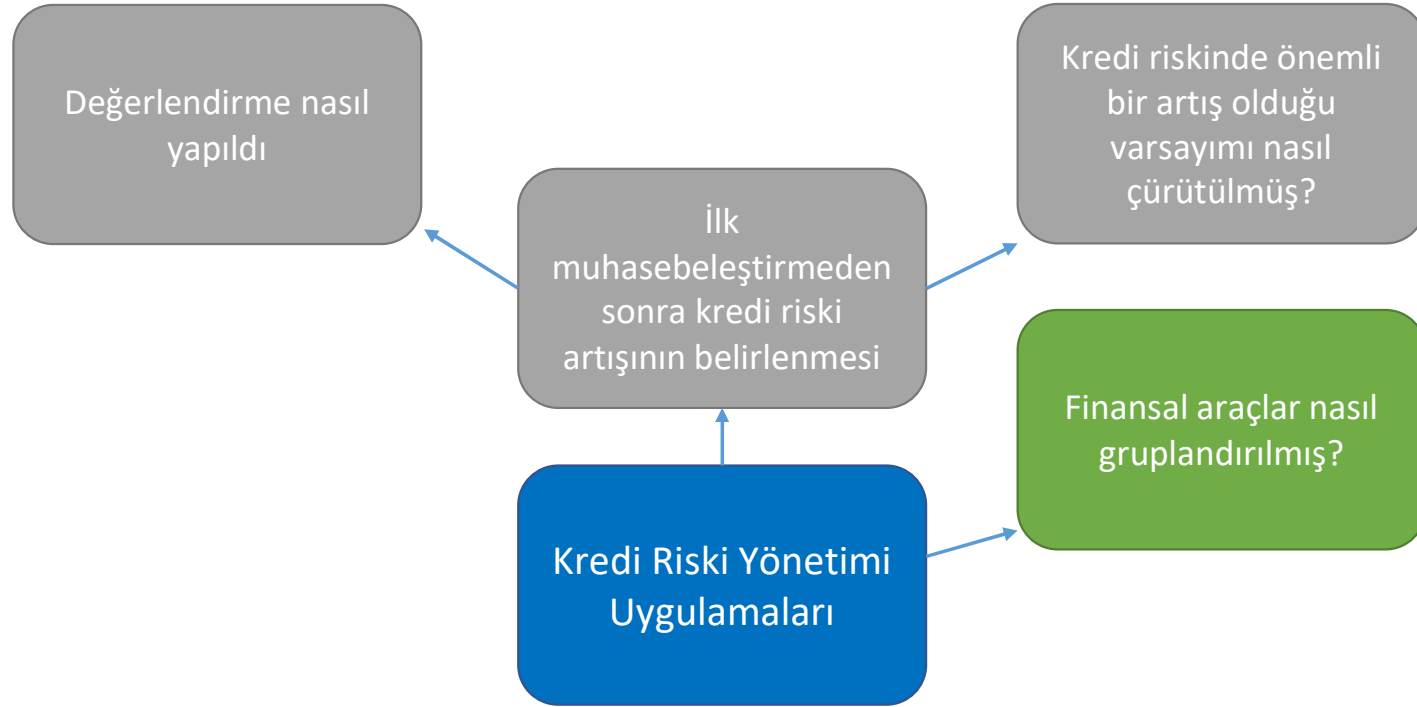 Değerlendirme nasıl
yapıldı
Kredi riskinde önemli
bir artış olduğu
varsayımı nasıl
çürütülmüş?
İlk
muhasebeleştirmeden
sonra kredi riski
artışının belirlenmesi
Finansal araçlar nasıl
gruplandırılmış?
Kredi Riski Yönetimi
Uygulamaları